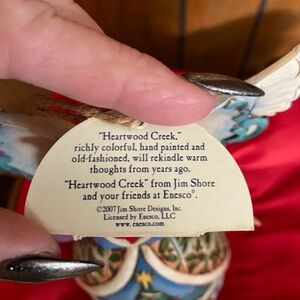 "Heartwood Creek,"
richly colorful, hand painted and
old-fashioned, will rekindle warm
thoughts from years ago.
"Heartwood Creek" from Jim Shore
and your friends at Enesco®.
©2007 Jim Shore Designs, Inc.
Licensed by Enesco, LLC
www.enesco.com